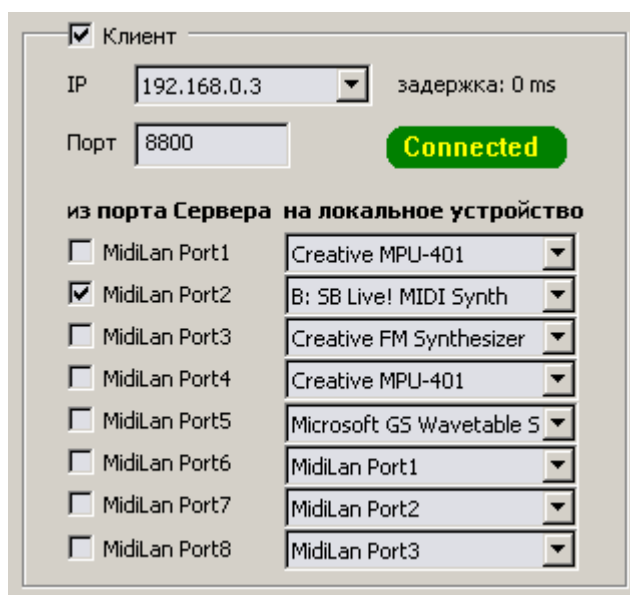 Клиент
IP 192.168.0.3 задержка: 0 ms
Порт 8800 Connected
из порта Сервера на локальное устройство
MidiLan Port1 Creative MPU-401
MidiLan Port2 B: SB Live! MIDI Synth
MidiLan Port3 Creative FM Synthesizer
MidiLan Port4 Creative MPU-401
MidiLan Port5 Microsoft GS Wavetable S
MidiLan Port6 MidiLan Port1
MidiLan Port7 MidiLan Port2
MidiLan Port8 MidiLan Port3